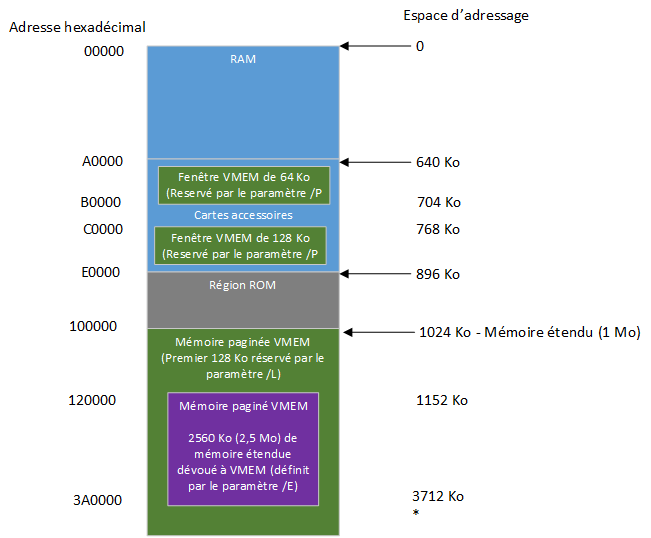 Espace d’adressage
Adresse hexadécimal
00000
RAM
0
A0000
640 Ko
Fenêtre VMEM de 64 Ko
(Reservé par le paramètre /P
B0000
704 Ko
Cartes accessoires
C0000
768 Ko
Fenêtre VMEM de 128 Ko
(Reservé par le paramètre /P
E0000
896 Ko
Région ROM
100000
1024 Ko - Mémoire étendu (1 Mo)
Mémoire paginée VMEM
(Premier 128 Ko réservé par le
paramètre /L)
120000
1152 Ko
Mémoire paginé VMEM
2560 Ko (2,5 Mo) de
mémoire étendue
dévoué à VMEM (définit
par le paramètre /E)
3A0000
3712 Ko
*